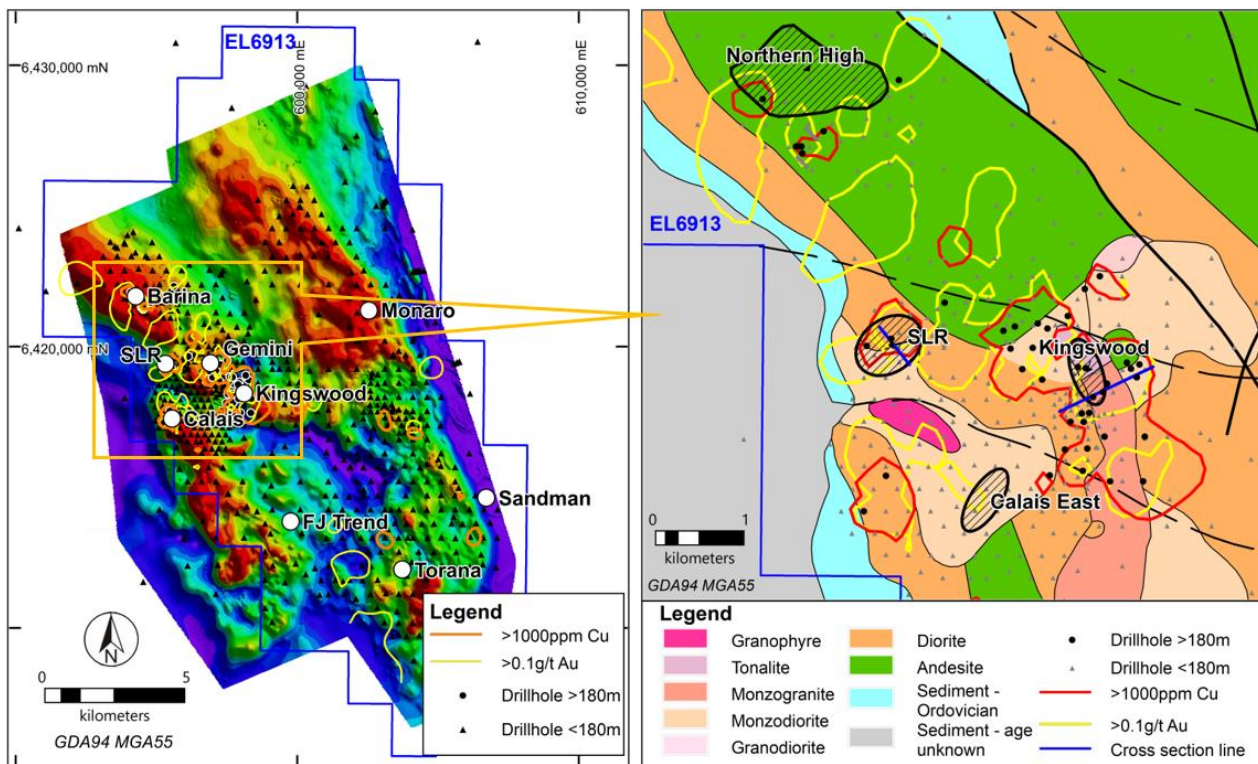 EL6913
6,430,000 mN
600,000 mE
610,000 mE
Barina
Monaro
6,420,000 mN
SLR
Gemini
Kingswood
Calais
Sandman
FJ Trend
Torana
N
0 5
kilometers
GDA94 MGA55
Legend
>1000ppm Cu
>0.1g/t Au
Drillhole >180m
Drillhole <180m
Northern High
EL6913
SLR
Kingswood
Calais East
0 1
kilometers
GDA94 MGA55
Legend
Granophyre
Tonalite
Monzogranite
Monzodiorite
Granodiorite
Diorite
Andesite
Sediment -
Ordovician
Sediment - age
unknown
Drillhole >180m
Drillhole <180m
>1000ppm Cu
>0.1g/t Au
Cross section line